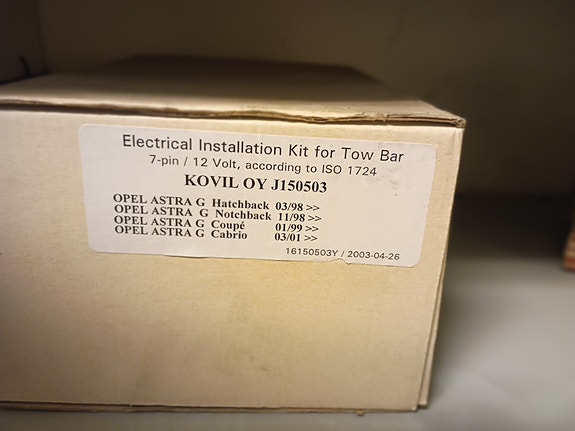 Electrical Installation Kit for Tow Bar
7-pin / 12 Volt, according to ISO 1724
KOVIL OY J150503
OPEL ASTRA G Hatchback 03/98 >>
OPEL ASTRA G Notchback 11/98 >>
OPEL ASTRA G Coupé 01/99 >>
OPEL ASTRA G Cabrio 03/01 >>
16150503Y / 2003-04-26